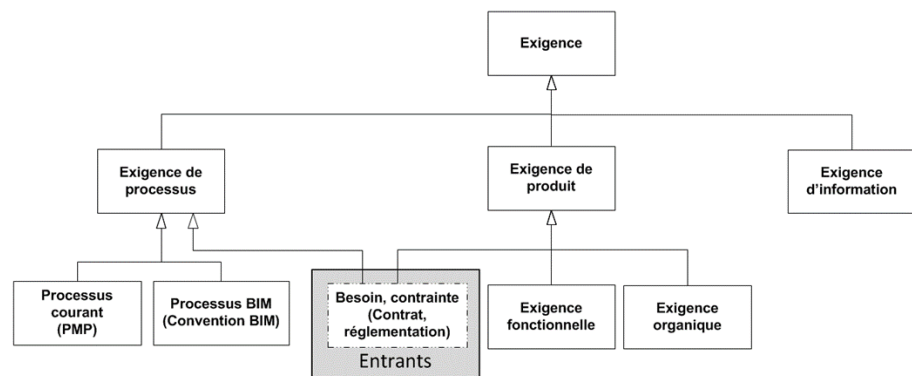 Exigence
Exigence de
processus
Exigence de
produit
Exigence
d'information
Processus
courant
(PMP)
Processus BIM
(Convention BIM)
Besoin, contrainte
(Contrat,
réglementation)
Entrants
Exigence
fonctionnelle
Exigence
organique